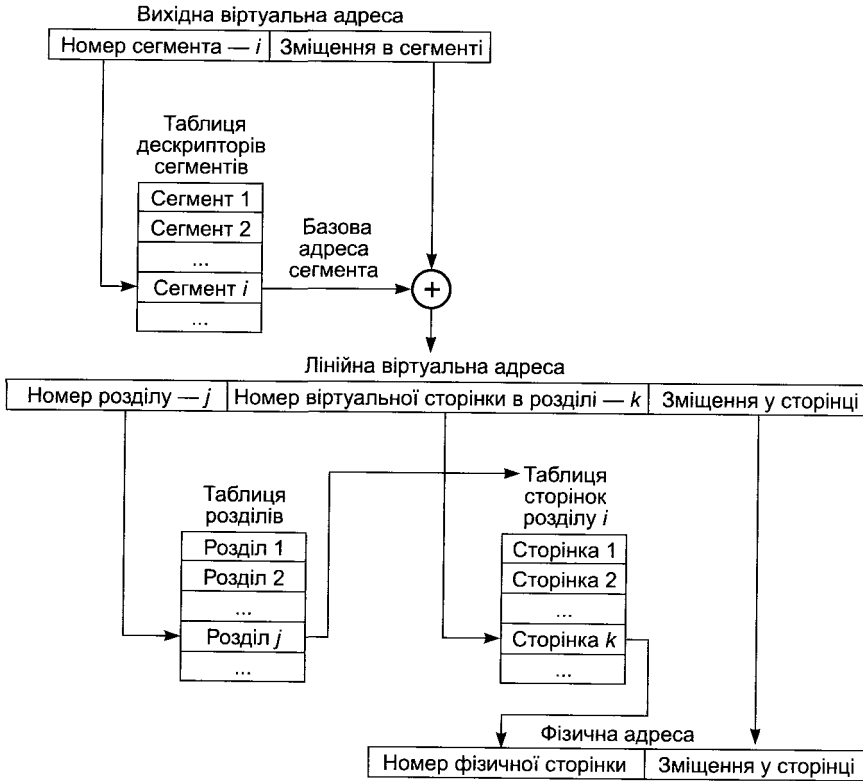 Вихідна віртуальна адреса
Номер сегмента — i Зміщення в сегменті
Таблиця
дескрипторів
сегментів
Сегмент 1
Сегмент 2
...
Сегмент i
...
Базова
адреса
сегмента
+
Лінійна віртуальна адреса
Номер розділу — j Номер віртуальної сторінки в розділі — k Зміщення у сторінці
Таблиця
розділів
Розділ 1
Розділ 2
...
Розділ j
...
Таблиця
сторінок
розділу i
Сторінка 1
Сторінка 2
...
Сторінка k
...
Фізична адреса
Номер фізичної сторінки Зміщення у сторінці